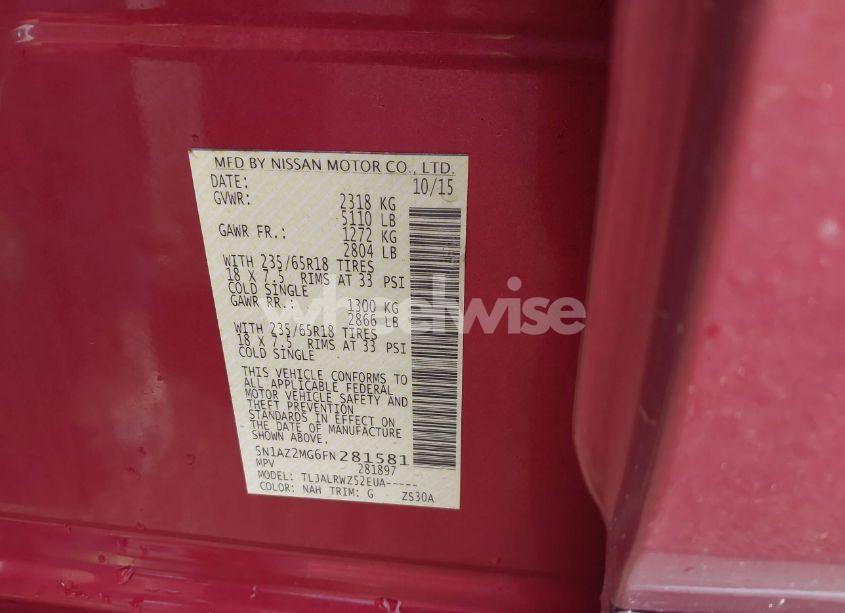 MFD BY NISSAN MOTOR CO., LTD.
DATE: 10/15
GVWR: 2318 KG
5110 LB
GAWR FR.: 1272 KG
2804 LB
WITH 235/65R18 TIRES
18 X 7.5 RIMS AT 33 PSI
COLD SINGLE
GAWR RR.: 1300 KG
2866 LB
WITH 235/65R18 TIRES
18 X 7.5 RIMS AT 33 PSI
COLD SINGLE
THIS VEHICLE CONFORMS TO
ALL APPLICABLE FEDERAL
MOTOR VEHICLE SAFETY AND
THEFT PREVENTION
STANDARDS IN EFFECT ON
THE DATE OF MANUFACTURE
SHOWN ABOVE.
5N1AZ2MG6FN281581
MPV 281897
MODEL: TL3ALRWZ52EUA-----
COLOR: NAH TRIM: G ZS30A
wheelwise